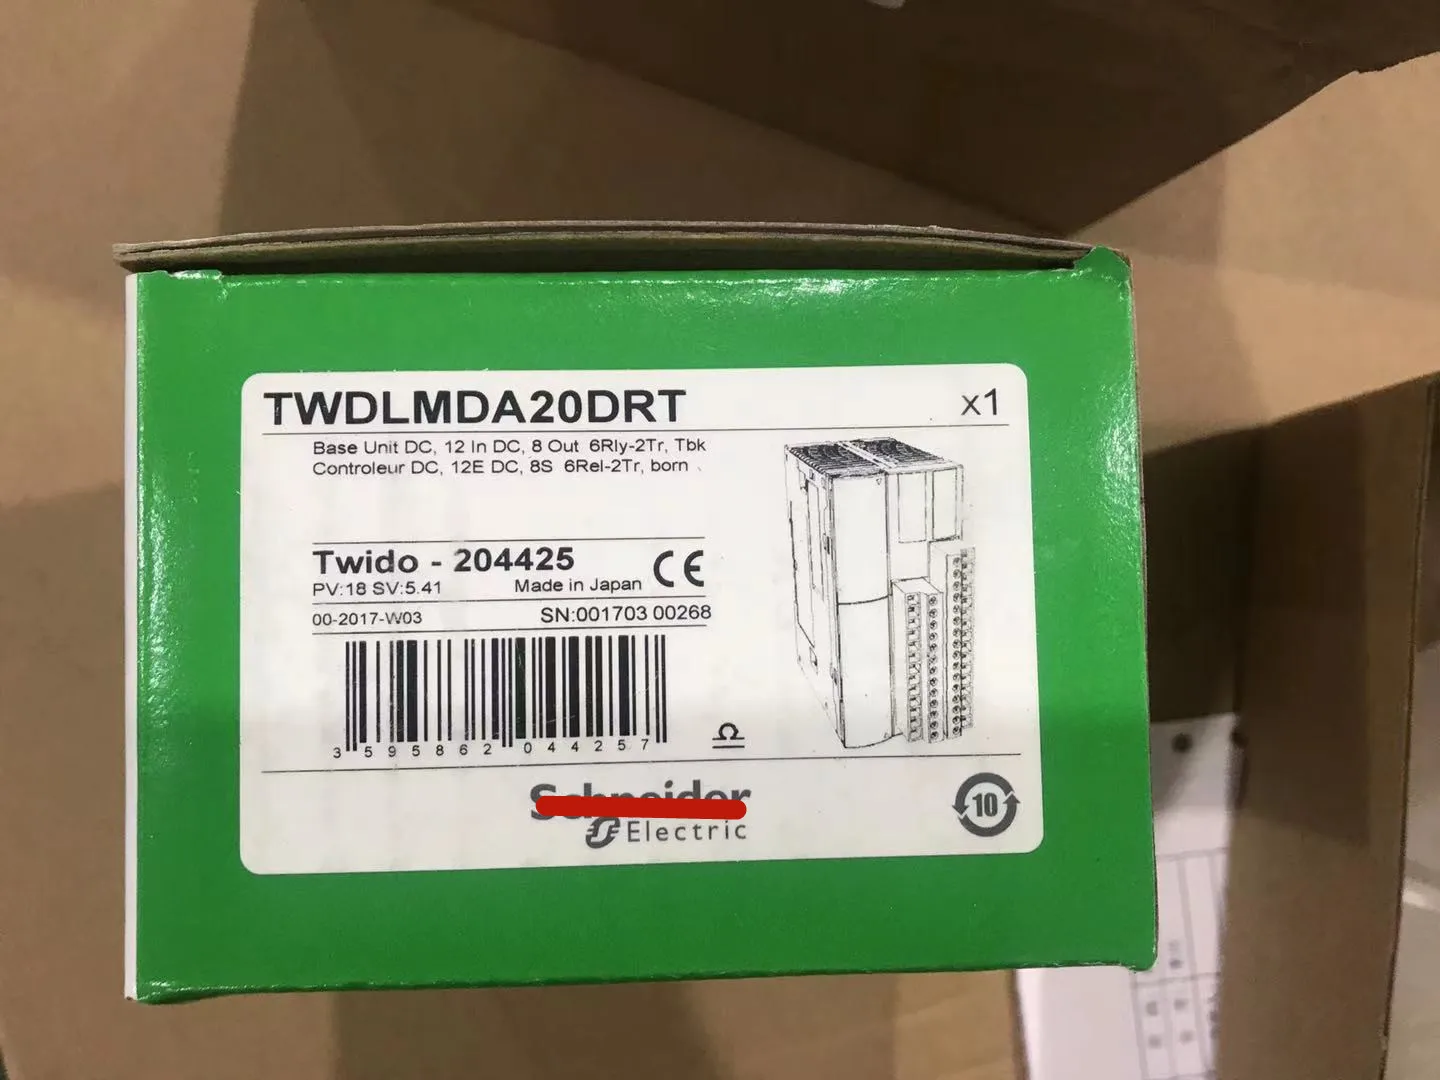 TWDLMDA20DRT
x1
Base Unit DC, 12 In DC, 8 Out 6Rly-2Tr, Tbk
Controleur DC, 12E DC, 8S 6Rel-2Tr, born
Twido - 204425
CE
PV:18 SV:5.41
Made in Japan
00-2017-W03
SN:001703 00268
3 595862 044257
Schneider
Electric
10